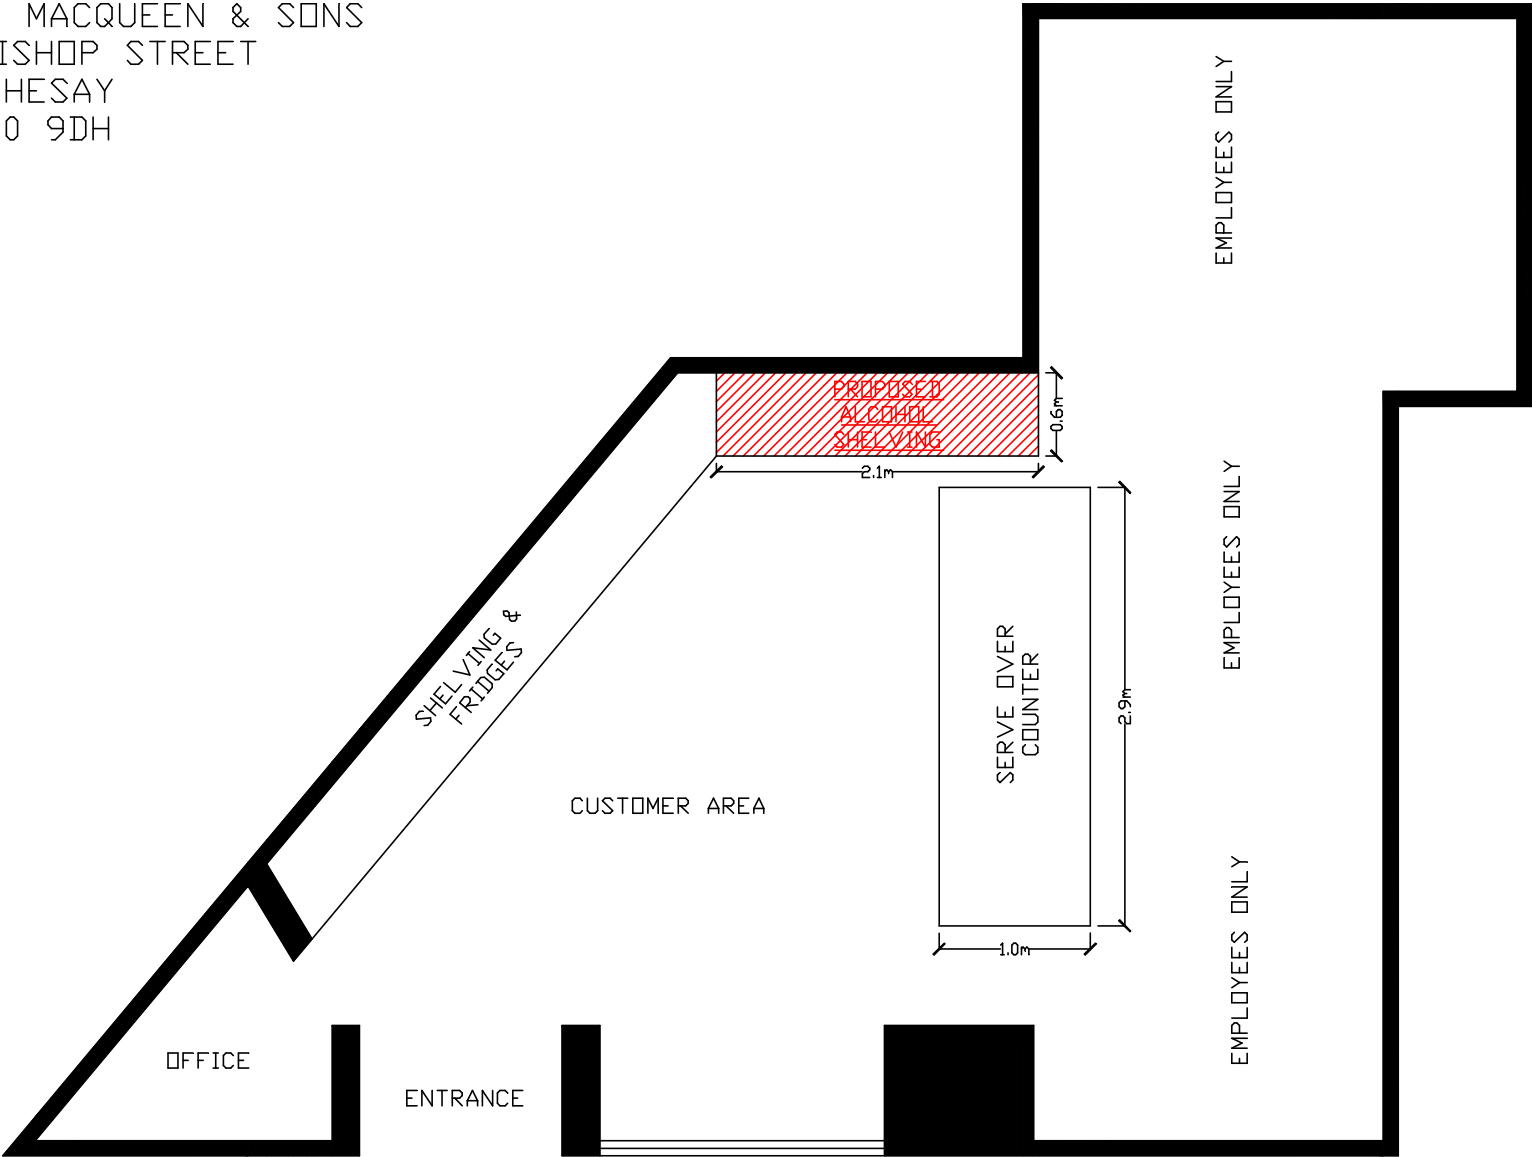 MACQUEEN & SONS
ISHOP STREET
HESAY
0 9DH
EMPLOYEES ONLY
PROPOSED
ALCOHOL
SHELVING
0.6m
2.1m
EMPLOYEES ONLY
SHELVING &
FRIDGES
SERVE OVER
COUNTER
2.9m
CUSTOMER AREA
1.0m
EMPLOYEES ONLY
OFFICE
ENTRANCE